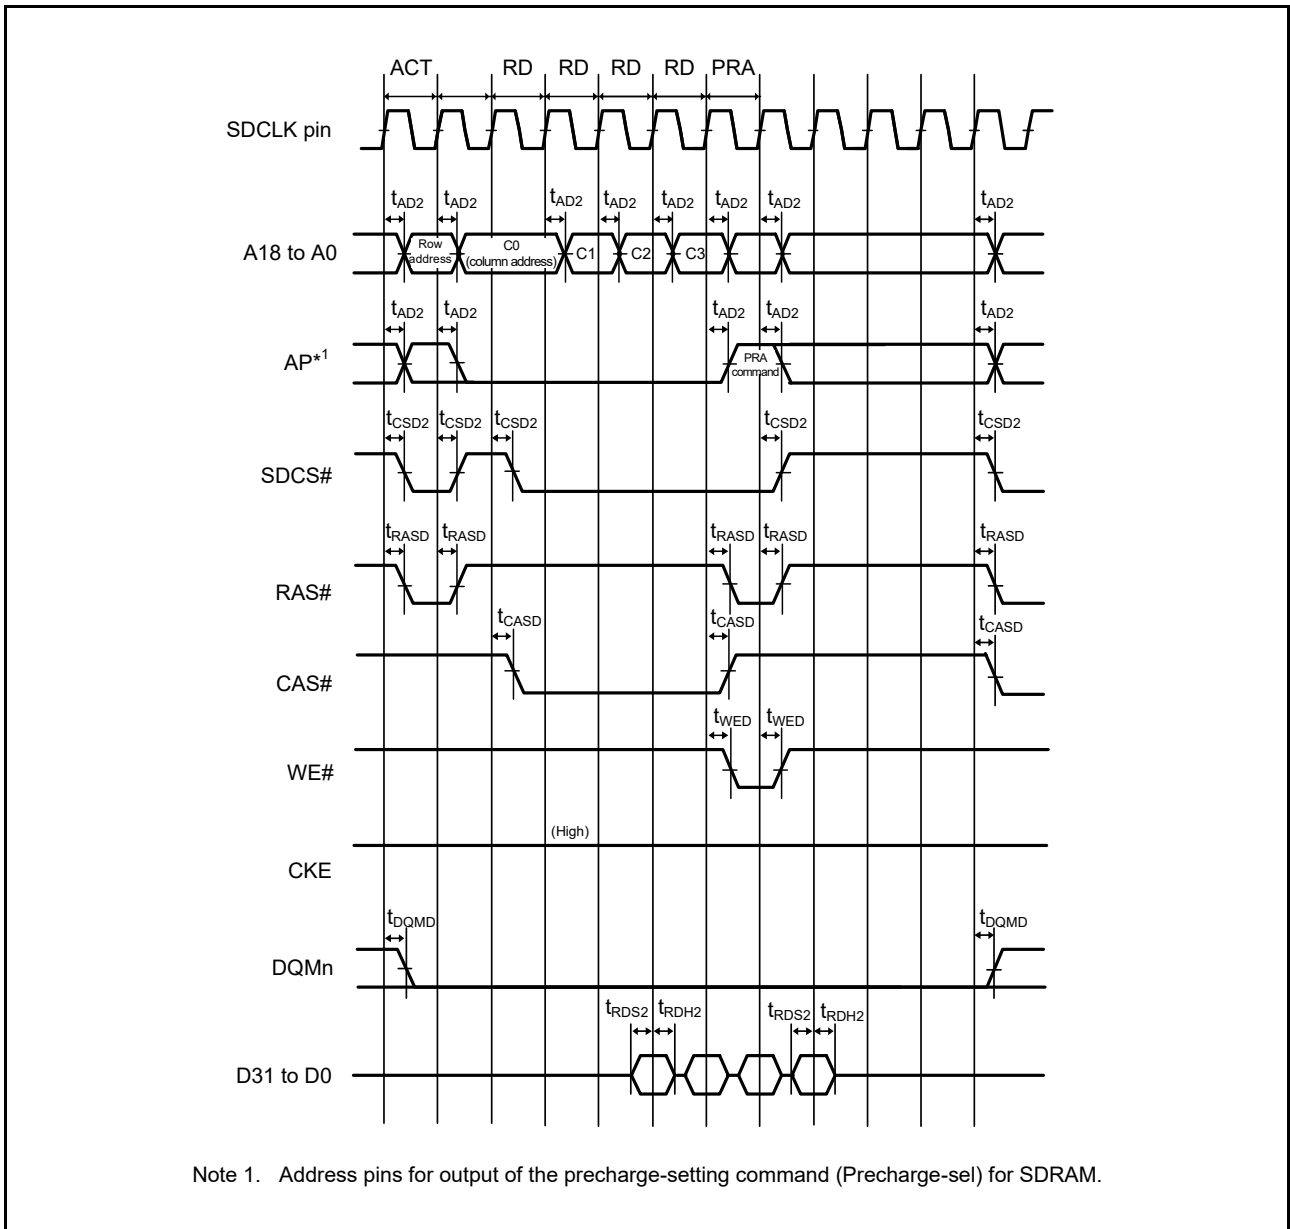 ACT RD RD RD RD PRA
SDCLK pin
tAD2 tAD2 tAD2 tAD2 tAD2 tAD2 tAD2 tAD2
A18 to A0
Row
address
C0
(column address)
C1 C2 C3
tAD2 tAD2 tAD2 tAD2 tAD2
AP*1
PRA
command
tCSD2 tCSD2 tCSD2 tCSD2 tCSD2
SDCS#
tRASD tRASD tRASD tRASD tRASD
RAS#
tCASD tCASD tCASD
CAS#
tWED tWED
WE#
(High)
CKE
tDQMD tDQMD
DQMn
tRDS2 tRDH2 tRDS2 tRDH2
D31 to D0
Note 1. Address pins for output of the precharge-setting command (Precharge-sel) for SDRAM.